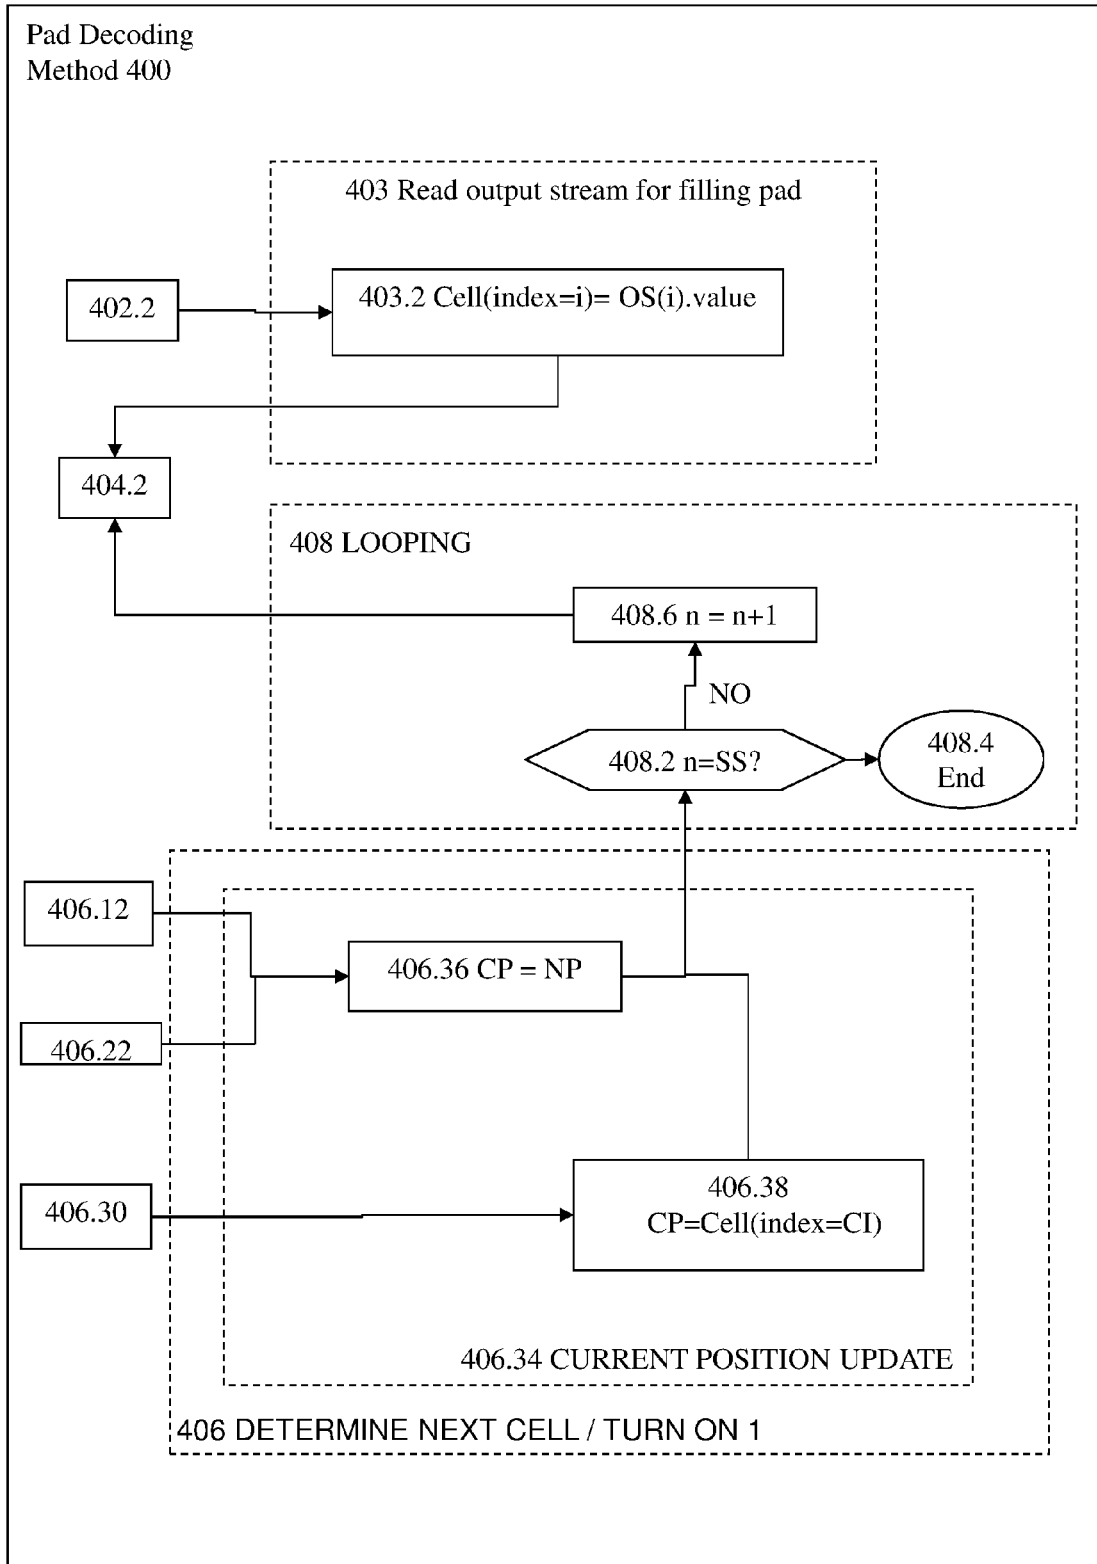 Pad Decoding
Method 400
403 Read output stream for filling pad
402.2
403.2 Cell(index=i)= OS(i).value
404.2
408 LOOPING
408.6 n = n+1
NO
408.2 n=SS?
408.4
End
406.12
406.36 CP = NP
406.22
406.30
406.38
CP=Cell(index=CI)
406.34 CURRENT POSITION UPDATE
406 DETERMINE NEXT CELL / TURN ON 1